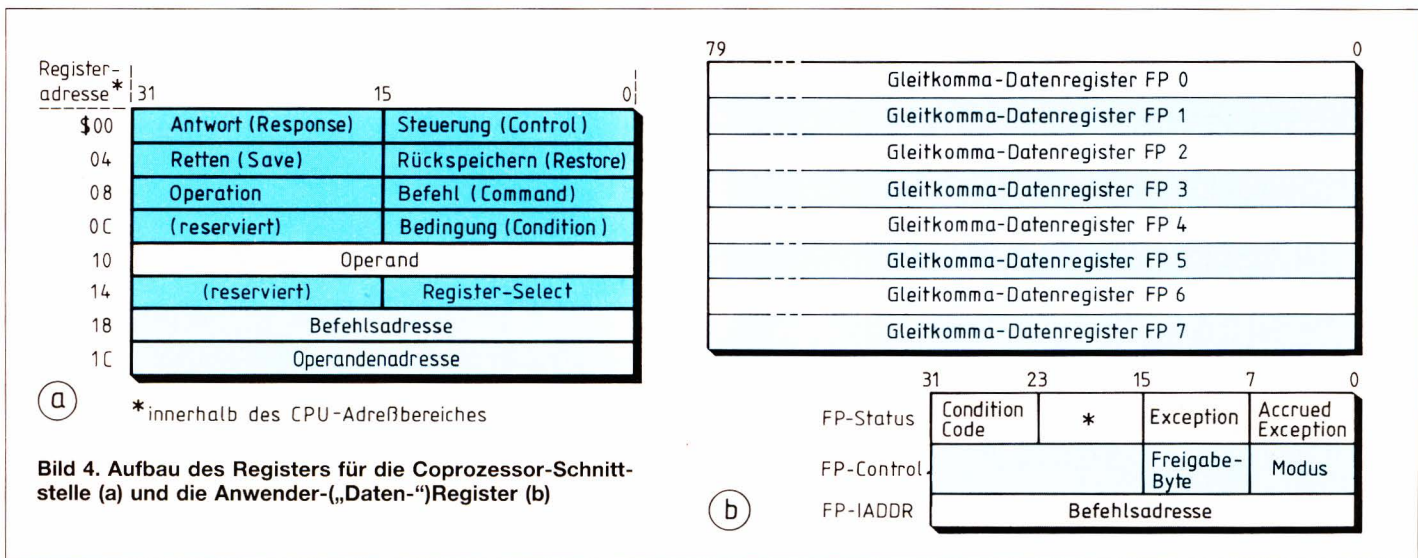 Register-
adresse*
31 15 0
$00 Antwort (Response) Steuerung (Control)
04 Retten (Save) Rückspeichern (Restore)
08 Operation Befehl (Command)
0C (reserviert) Bedingung (Condition)
10 Operand
14 (reserviert) Register-Select
18 Befehlsadresse
1C Operandenadresse
a
*innerhalb des CPU-Adreßbereiches
Bild 4. Aufbau des Registers für die Coprozessor-Schnitt-
stelle (a) und die Anwender-(„Daten-")Register (b)
79 0
Gleitkomma-Datenregister FP 0
Gleitkomma-Datenregister FP 1
Gleitkomma-Datenregister FP 2
Gleitkomma-Datenregister FP 3
Gleitkomma-Datenregister FP 4
Gleitkomma-Datenregister FP 5
Gleitkomma-Datenregister FP 6
Gleitkomma-Datenregister FP 7
31 23 15 7 0
FP-Status
Condition
Code
*
Exception
Accrued
Exception
FP-Control
Freigabe-
Byte
Modus
FP-IADDR Befehlsadresse
b